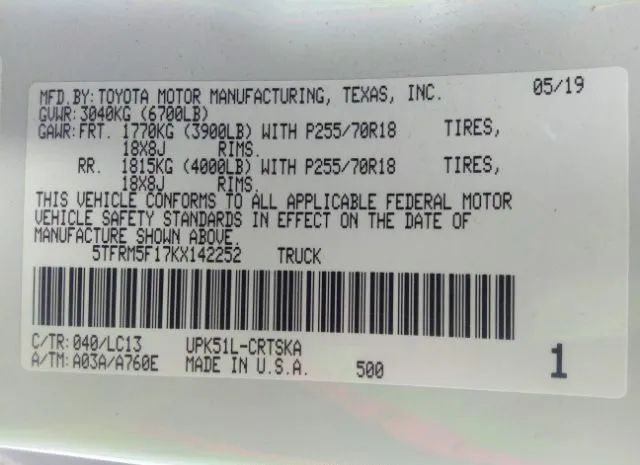 MFD.BY:TOYOTA MOTOR MANUFACTURING, TEXAS, INC. 05/19
GVWR:3040KG (6700LB)
GAWR:FRT. 1770KG (3900LB) WITH P255/70R18 TIRES,
18X8J RIMS.
RR. 1815KG (4000LB) WITH P255/70R18 TIRES,
18X8J RIMS.
THIS VEHICLE CONFORMS TO ALL APPLICABLE FEDERAL MOTOR
VEHICLE SAFETY STANDARDS IN EFFECT ON THE DATE OF
MANUFACTURE SHOWN ABOVE.
5TFRM5F17KX142252 TRUCK
C/TR:040/LC13 UPK51L-CRTSKA
A/TM:A03A/A760E MADE IN U.S.A. 500 1